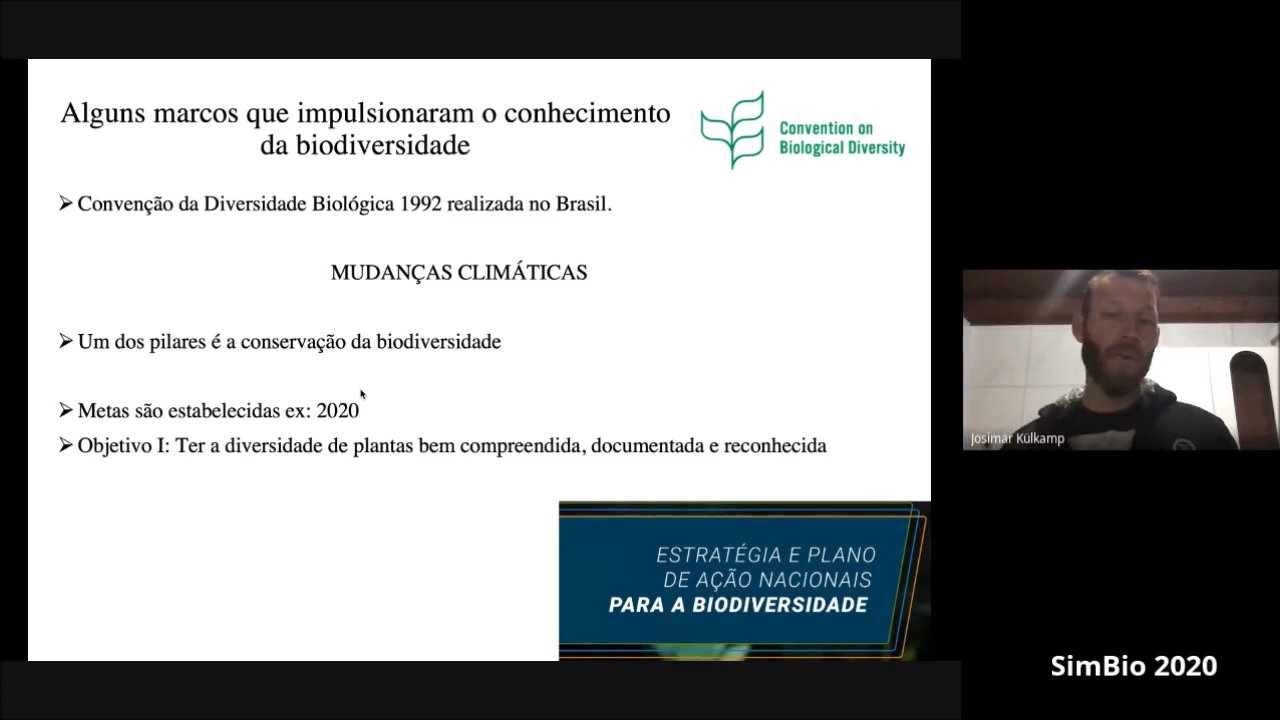 Alguns marcos que impulsionaram o conhecimento
da biodiversidade
Convention on
Biological Diversity
➢ Convenção da Diversidade Biológica 1992 realizada no Brasil.
MUDANÇAS CLIMÁTICAS
➢ Um dos pilares é a conservação da biodiversidade
➢ Metas são estabelecidas ex: 2020
➢ Objetivo I: Ter a diversidade de plantas bem compreendida, documentada e reconhecida
ESTRATÉGIA E PLANO
DE AÇÃO NACIONAIS
PARA A BIODIVERSIDADE
Josimar Külkamp
SimBio 2020